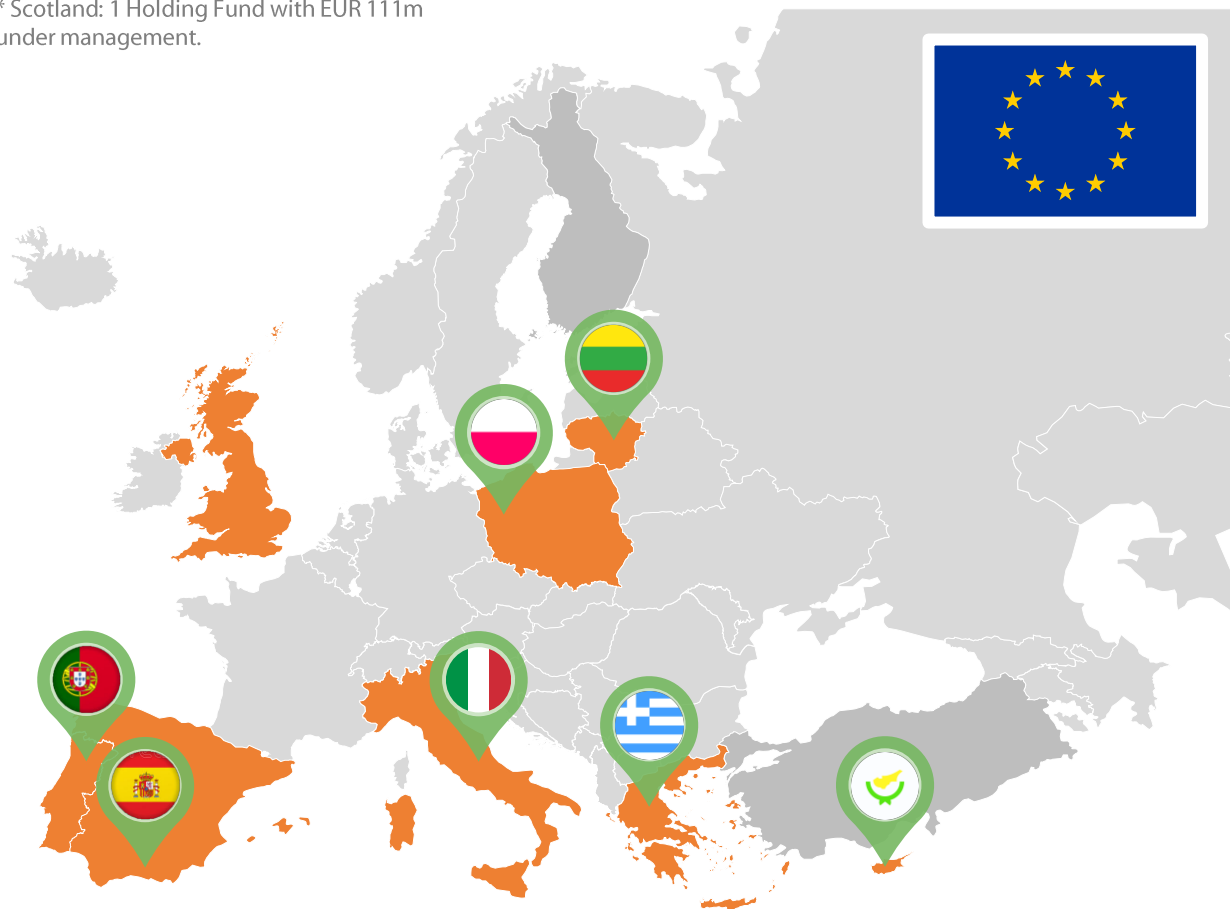 * Scotland: 1 Holding Fund with EUR 111m
under management.